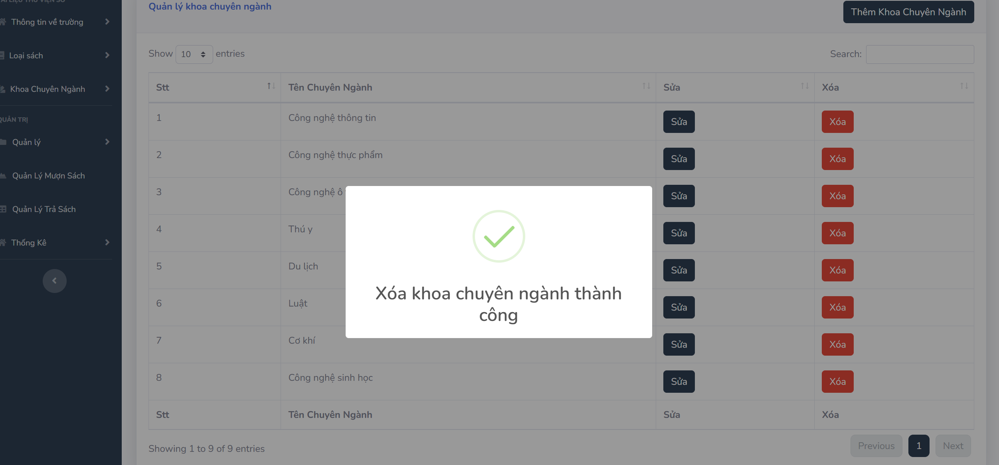 Quản lý khoa chuyên ngành
Thêm Khoa Chuyên Ngành
Thông tin về trường
Loại sách
Khoa Chuyên Ngành
QUẢN TRỊ
Quản lý
Quản Lý Mượn Sách
Quản Lý Trả Sách
Thống Kê
Show 10 entries
Search:
Stt Tên Chuyên Ngành Sửa Xóa
1 Công nghệ thông tin Sửa Xóa
2 Công nghệ thực phẩm Sửa Xóa
3 Công nghệ ô Sửa Xóa
4 Thú y Sửa Xóa
5 Du lịch Sửa Xóa
6 Luật Sửa Xóa
7 Cơ khí Sửa Xóa
8 Công nghệ sinh học Sửa Xóa
Stt Tên Chuyên Ngành Sửa Xóa
Showing 1 to 9 of 9 entries
Previous 1 Next
Xóa khoa chuyên ngành thành
công